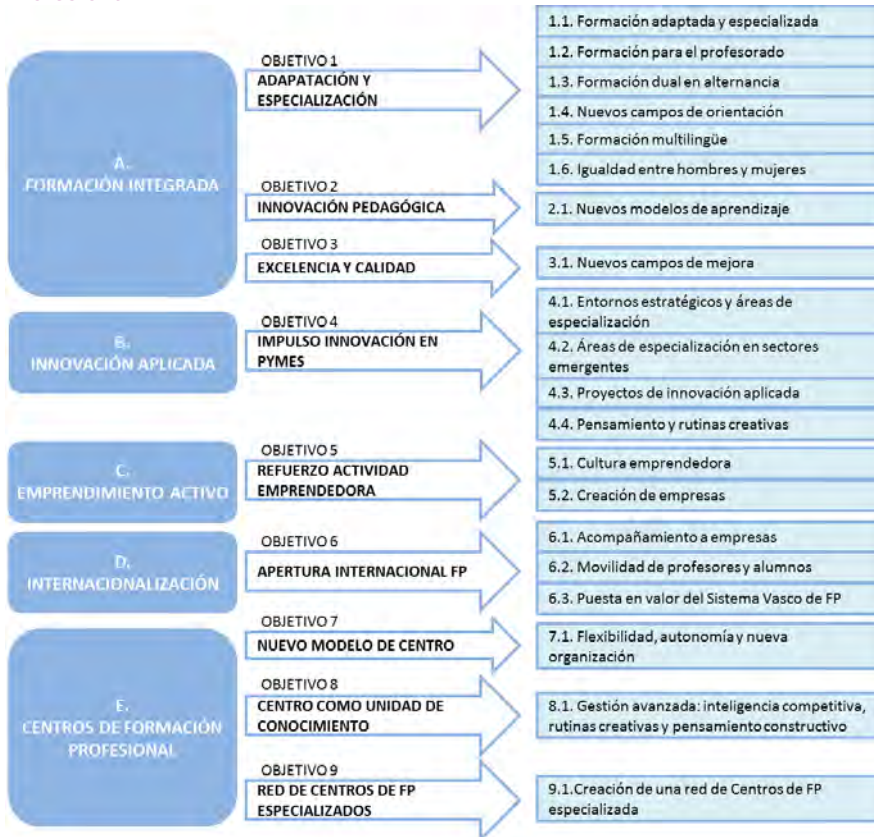 A.
FORMACIÓN INTEGRADA
OBJETIVO 1
ADAPATACIÓN Y
ESPECIALIZACIÓN
1.1. Formación adaptada y especializada
1.2. Formación para el profesorado
1.3. Formación dual en alternancia
1.4. Nuevos campos de orientación
1.5. Formación multilingüe
1.6. Igualdad entre hombres y mujeres
OBJETIVO 2
INNOVACIÓN PEDAGÓGICA
2.1. Nuevos modelos de aprendizaje
OBJETIVO 3
EXCELENCIA Y CALIDAD
3.1. Nuevos campos de mejora
B.
INNOVACIÓN APLICADA
OBJETIVO 4
IMPULSO INNOVACIÓN EN
PYMES
4.1. Entornos estratégicos y áreas de
especialización
4.2. Áreas de especialización en sectores
emergentes
4.3. Proyectos de innovación aplicada
4.4. Pensamiento y rutinas creativas
C.
EMPRENDIMIENTO ACTIVO
OBJETIVO 5
REFUERZO ACTIVIDAD
EMPRENDEDORA
5.1. Cultura emprendedora
5.2. Creación de empresas
D.
INTERNACIONALIZACIÓN
OBJETIVO 6
APERTURA INTERNACIONAL FP
6.1. Acompañamiento a empresas
6.2. Movilidad de profesores y alumnos
6.3. Puesta en valor del Sistema Vasco de FP
E.
CENTROS DE FORMACIÓN
PROFESIONAL
OBJETIVO 7
NUEVO MODELO DE CENTRO
7.1. Flexibilidad, autonomía y nueva
organización
OBJETIVO 8
CENTRO COMO UNIDAD DE
CONOCIMIENTO
8.1. Gestión avanzada: inteligencia competitiva,
rutinas creativas y pensamiento constructivo
OBJETIVO 9
RED DE CENTROS DE FP
ESPECIALIZADOS
9.1.Creación de una red de Centros de FP
especializada